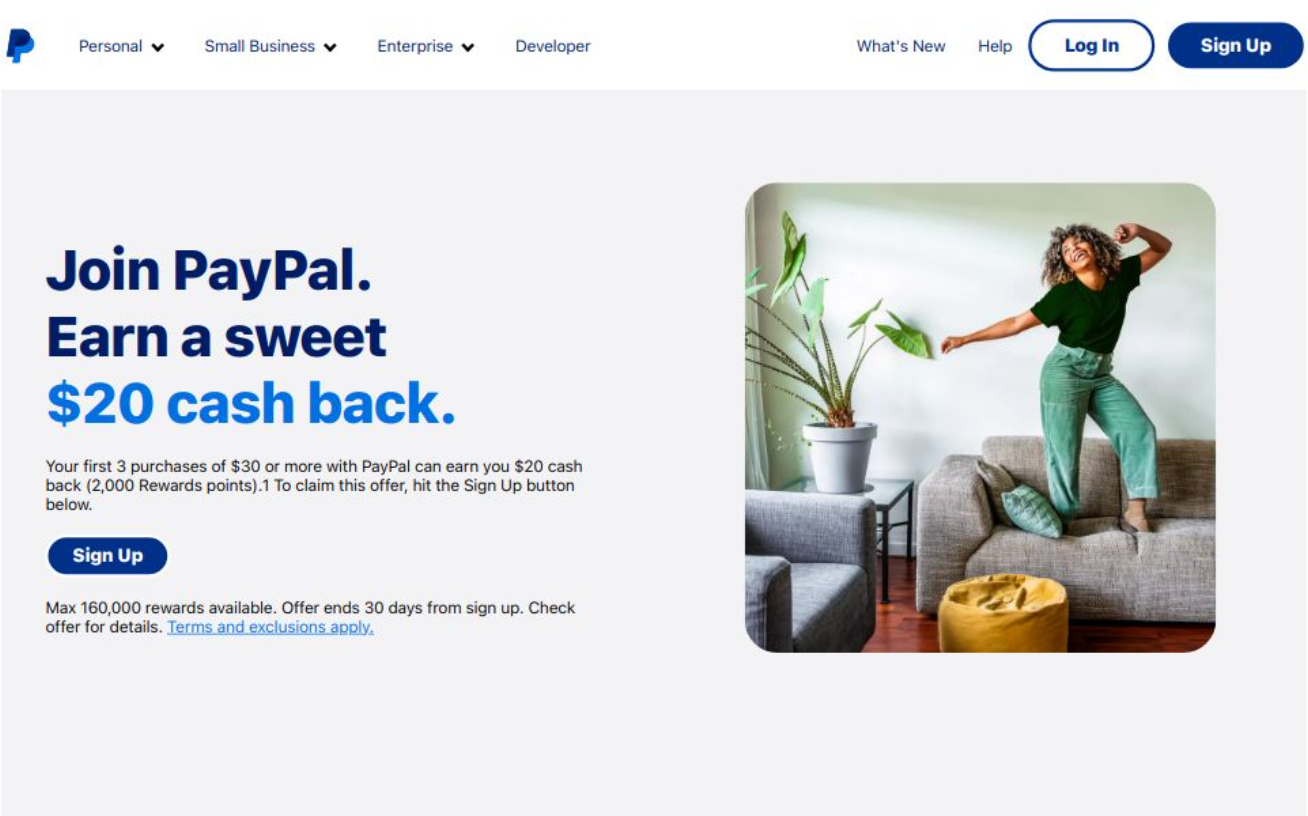 Personal
Small Business
Enterprise
Developer
What's New
Help
Log In
Sign Up
Join PayPal.
Earn a sweet
$20 cash back.
Your first 3 purchases of $30 or more with PayPal can earn you $20 cash
back (2,000 Rewards points).1 To claim this offer, hit the Sign Up button
below.
Sign Up
Max 160,000 rewards available. Offer ends 30 days from sign up. Check
offer for details. Terms and exclusions apply.